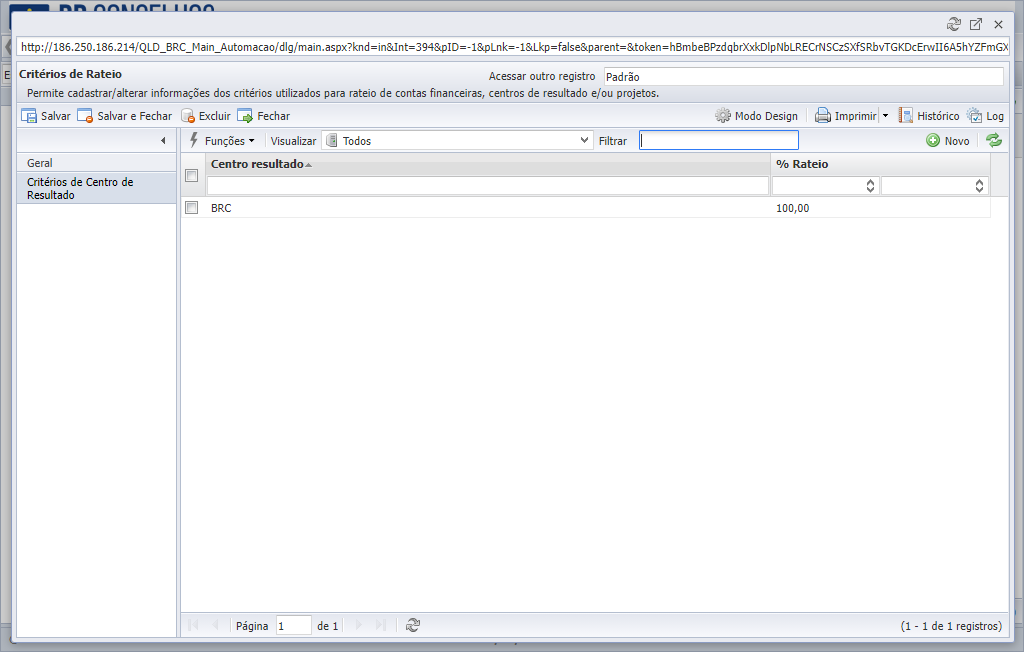 http://186.250.186.214/QLD_BRC_Main_Automacao/dlg/main.aspx?knd=in&Int=394&pID=-1&pLnk=-1&Lkp=false&parent=&token=hBmbeBPzdqbrXxkDlpNbLRECrNSCzSXfSRbvTGKDcErwII6A5hYZFmGX
Critérios de Rateio
Acessar outro registro Padrão
Permite cadastrar/alterar informações dos critérios utilizados para rateio de contas financeiras, centros de resultado e/ou projetos.
Salvar Salvar e Fechar Excluir Fechar Modo Design Imprimir Histórico Log
Funções Visualizar Todos Filtrar Novo
Geral
Critérios de Centro de
Resultado
Centro resultado % Rateio
BRC 100,00
Página 1 de 1 (1 - 1 de 1 registros)